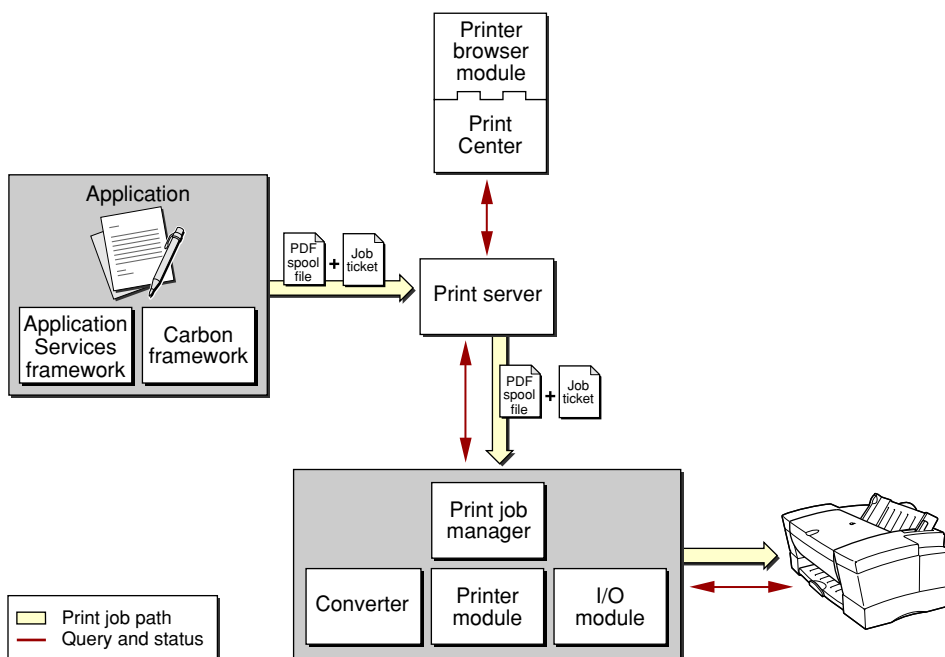 Printer
browser
module
Print
Center
Application
PDF
spool
file
+
Job
ticket
Print server
Application
Services
framework
Carbon
framework
PDF
spool
file
+
Job
ticket
Print job
manager
Converter
Printer
module
I/O
module
Print job path
Query and status